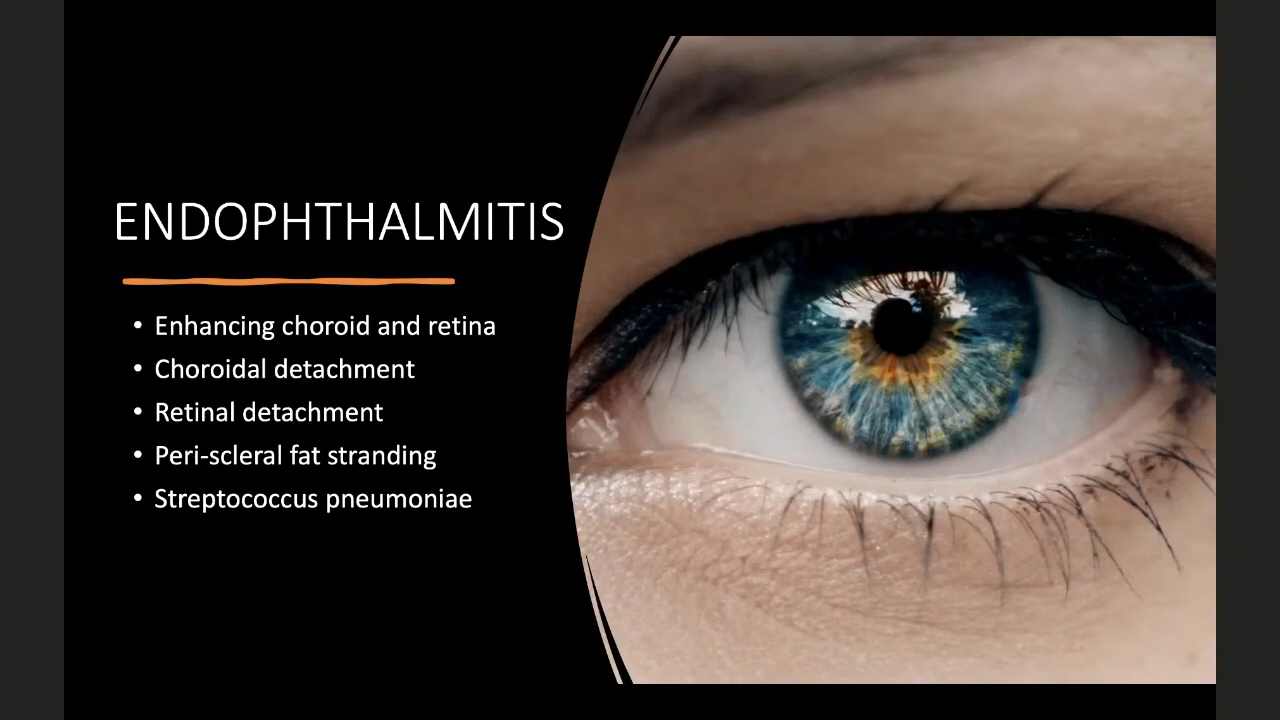 ENDOPHTHALMITIS
• Enhancing choroid and retina
• Choroidal detachment
• Retinal detachment
• Peri-scleral fat stranding
• Streptococcus pneumoniae